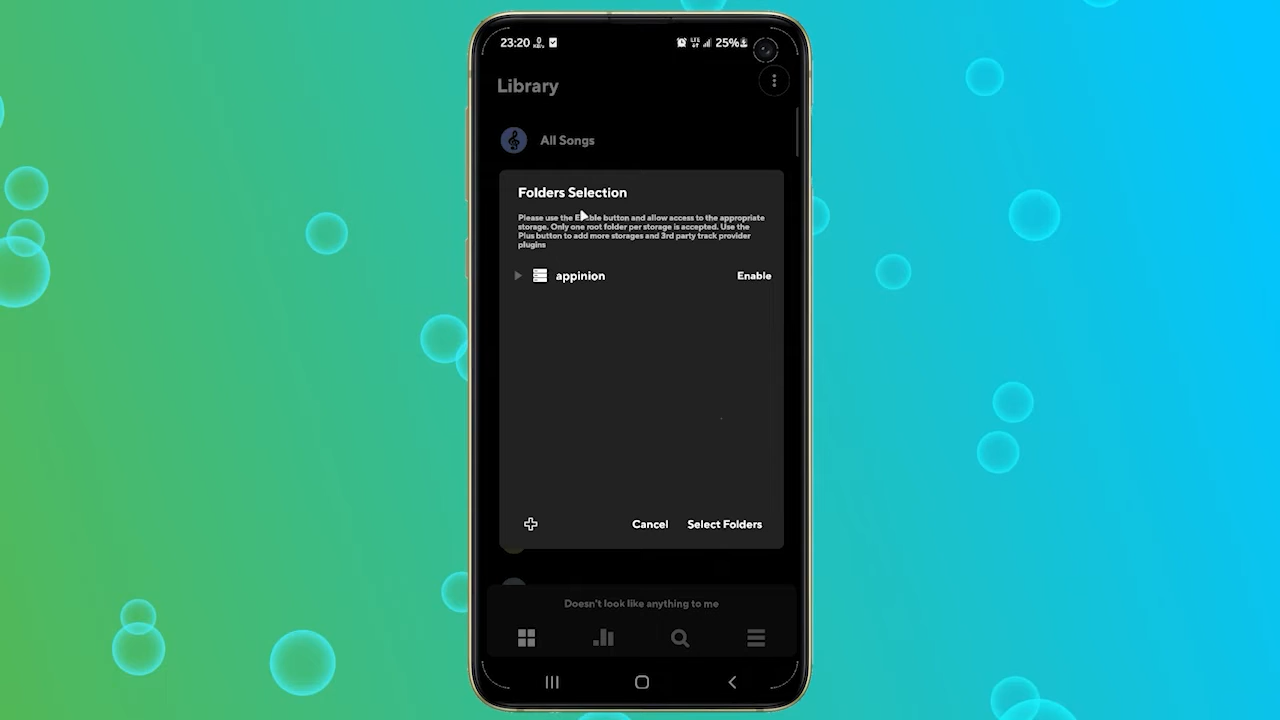 23:20
25%
Library
All Songs
Folders Selection
Please use the Enable button and allow access to the appropriate
storage. Only one root folder per storage is accepted. Use the
Plus button to add more storages and 3rd party track provider
plugins
appinion Enable
Cancel Select Folders
Doesn't look like anything to me